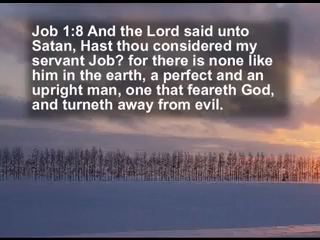 Job 1:8 And the Lord said unto
Satan, Hast thou considered my
servant Job? for there is none like
him in the earth, a perfect and an
upright man, one that feareth God,
and turneth away from evil.